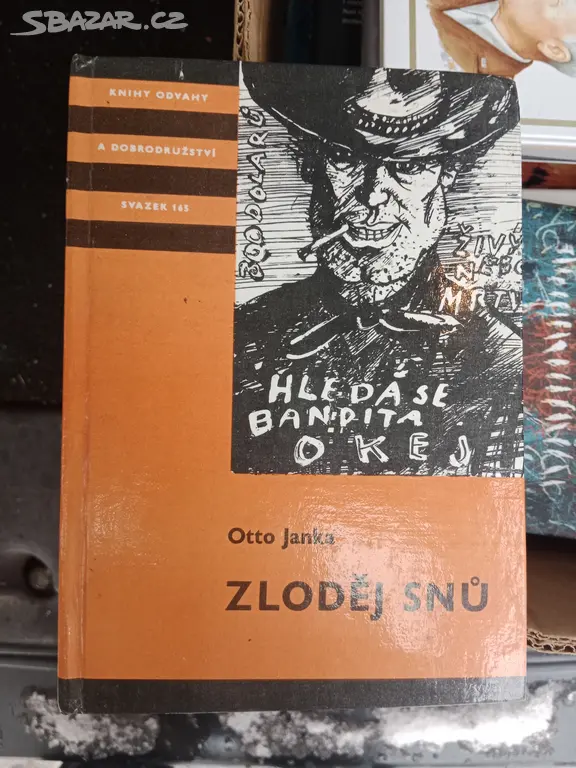 SBAZAR.CZ
KNIHY ODVAHY
A DOBRODRUŽSTVÍ
SVAZEK 165
300 DOLARŮ
ŽIVÝ
NEBO
MRTVÝ
HLEDÁ SE
BANDITA
OKEJ
Otto Janka
ZLODĚJ SNŮ